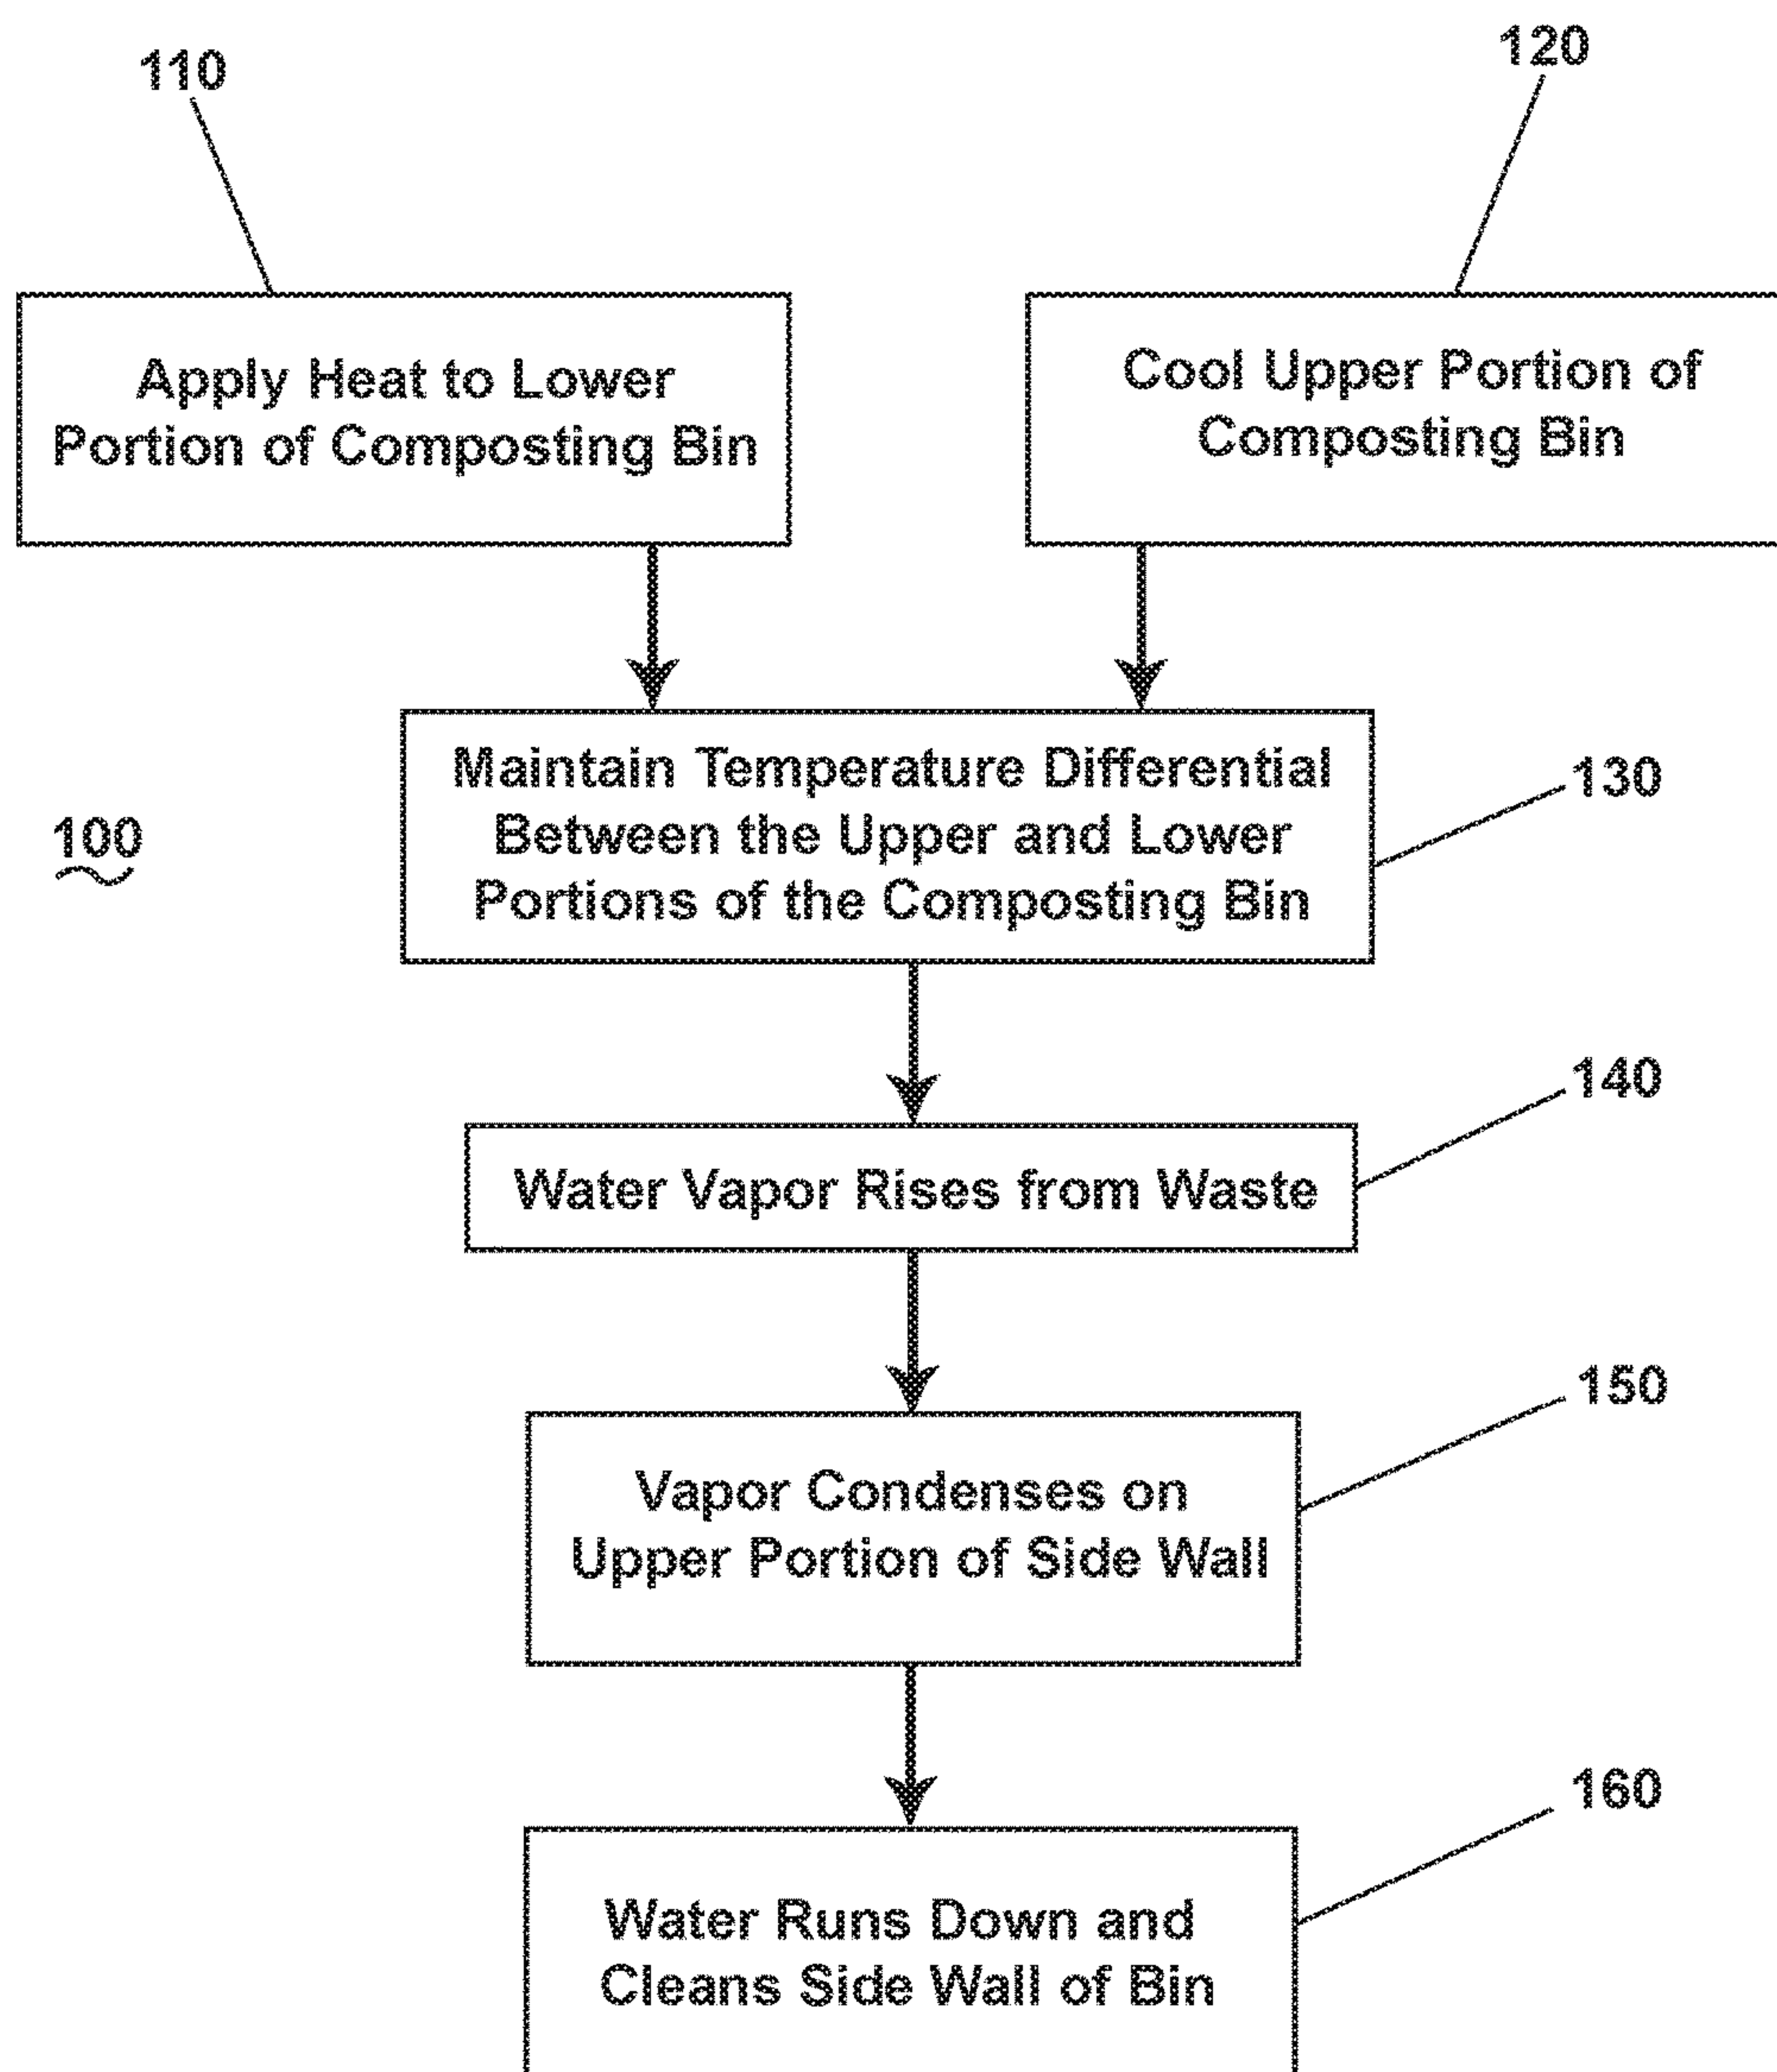 110
120
Apply Heat to Lower
Portion of Composting Bin
Cool Upper Portion of
Composting Bin
Maintain Temperature Differential
Between the Upper and Lower
Portions of the Composting Bin
130
100
140
Water Vapor Rises from Waste
150
Vapor Condenses on
Upper Portion of Side Wall
160
Water Runs Down and
Cleans Side Wall of Bin